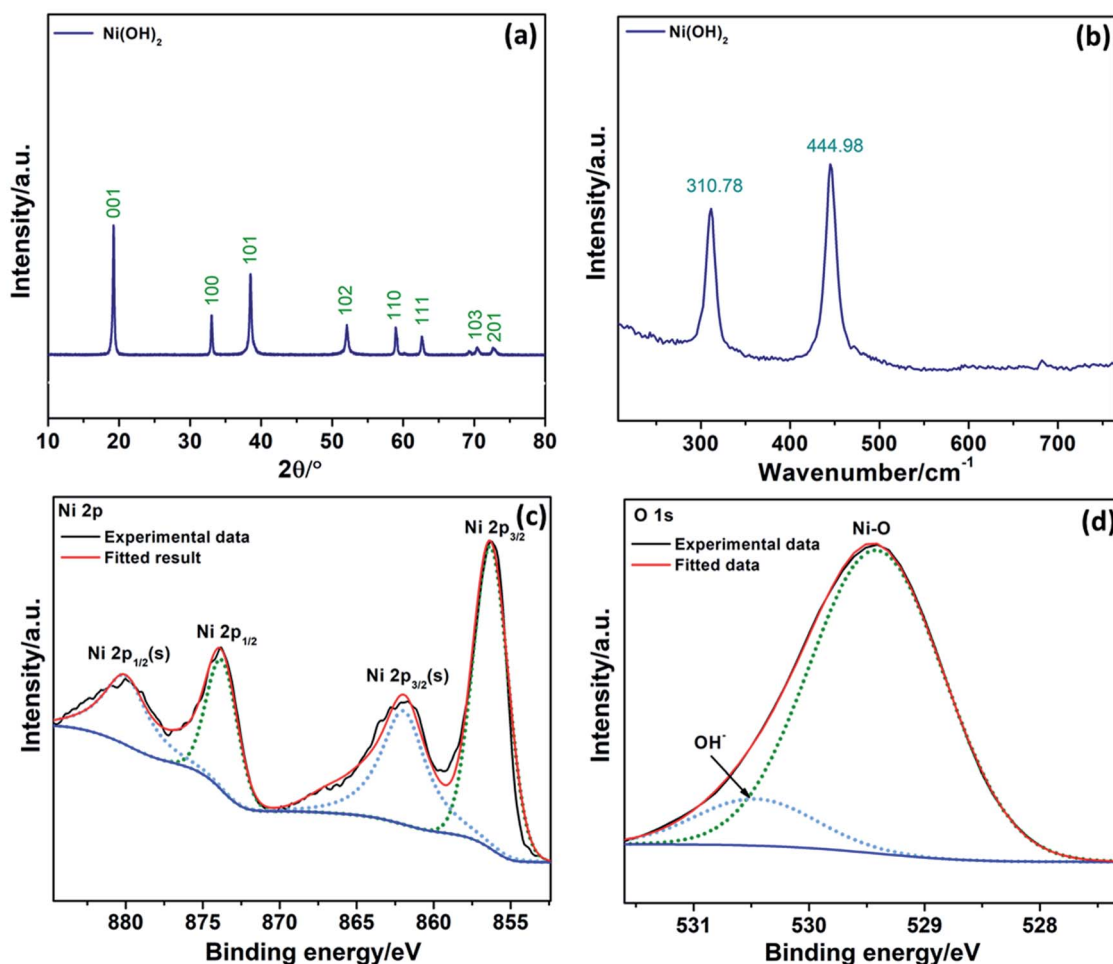 Ni(OH)₂
(a)
001
100
101
102
110
111
103
201
Intensity/a.u.
10 20 30 40 50 60 70 80
2θ/°
Ni(OH)₂
(b)
310.78
444.98
Intensity/a.u.
300 400 500 600 700
Wavenumber/cm⁻¹
Ni 2p
Experimental data
Fitted result
(c)
Ni 2p₃/₂
Ni 2p₁/₂(s)
Ni 2p₁/₂
Ni 2p₃/₂(s)
Intensity/a.u.
880 875 870 865 860 855
Binding energy/eV
O 1s
Experimental data
Fitted data
Ni-O
(d)
OH⁻
Intensity/a.u.
531 530 529 528
Binding energy/eV